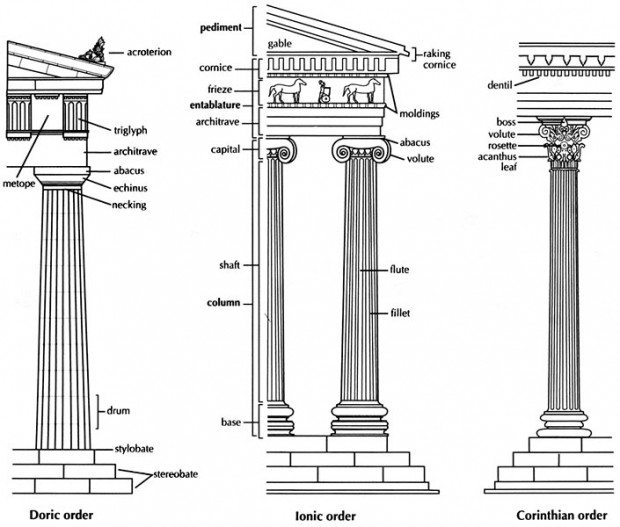 acroterion
triglyph
architrave
metope
abacus
echinus
necking
drum
stylobate
stereobate
Doric order
pediment
gable
raking
cornice
cornice
frieze
entablature
moldings
architrave
capital
abacus
volute
shaft
flute
column
fillet
base
Ionic order
dentil
boss
volute
rosette
acanthus
leaf
Corinthian order